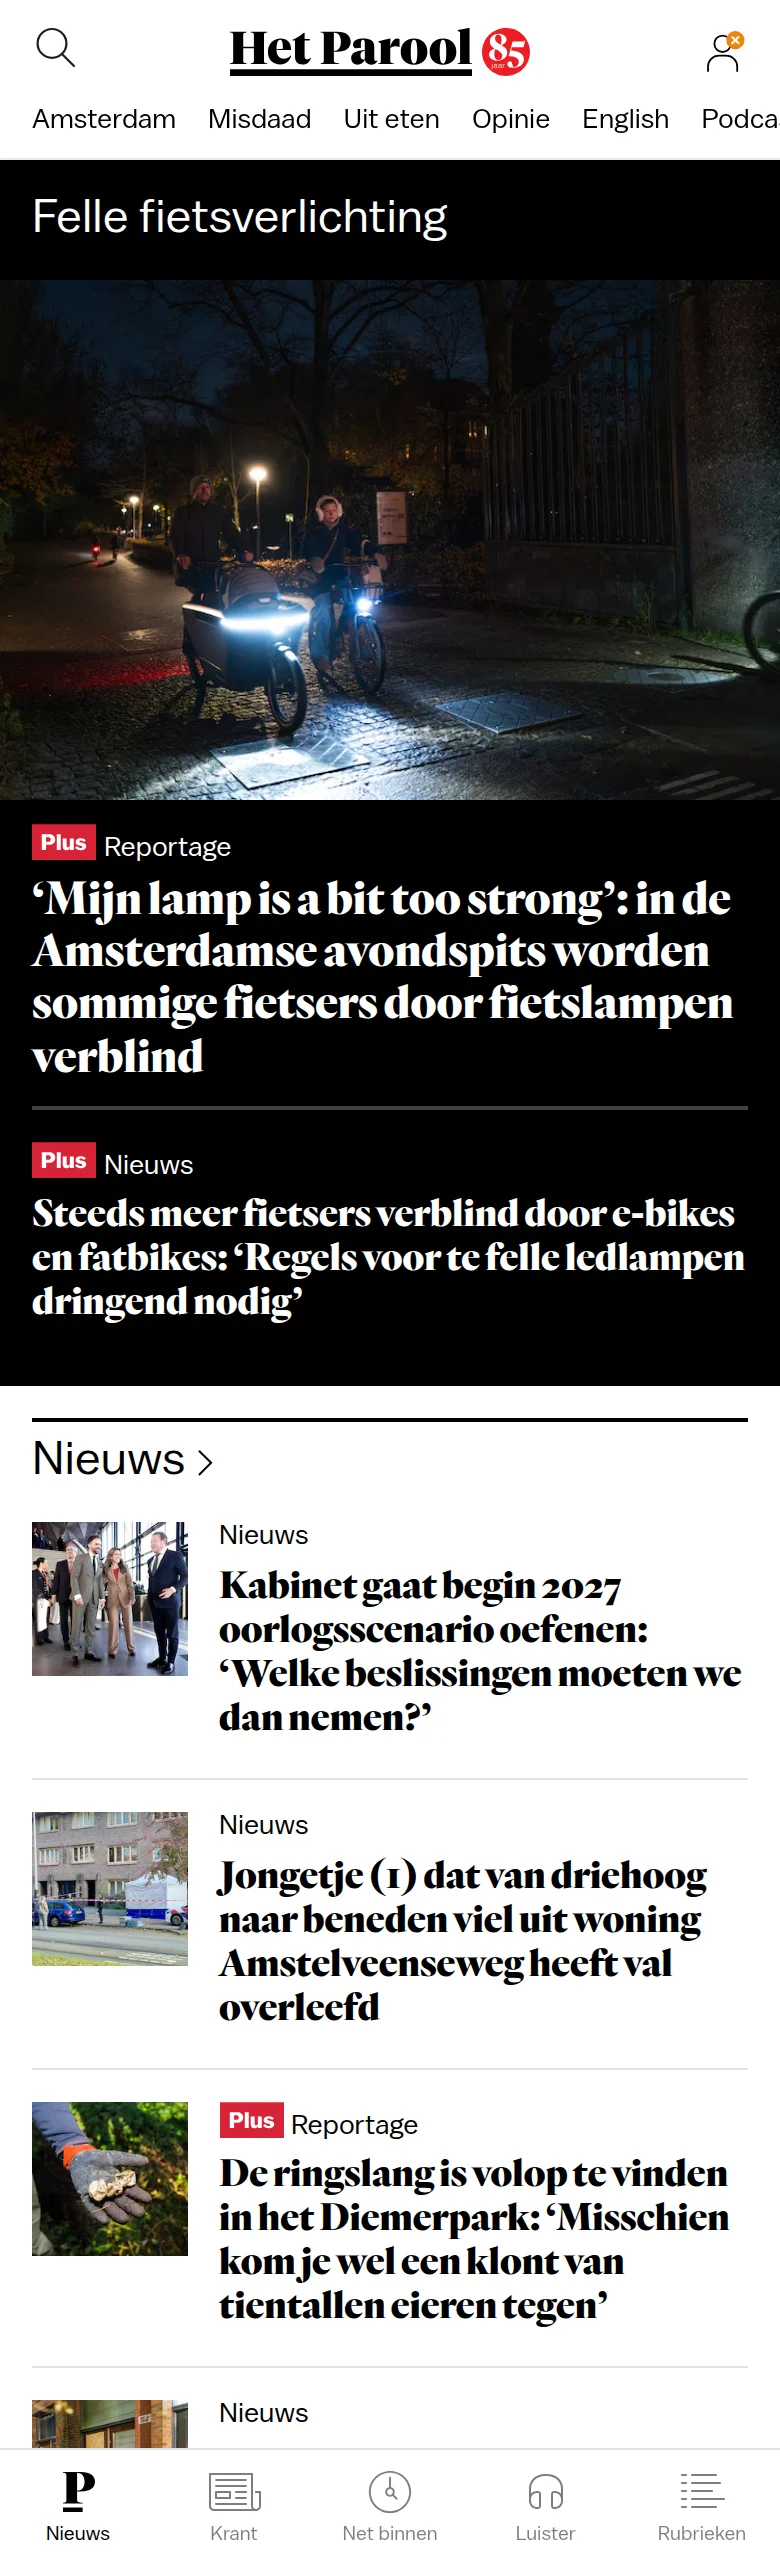 Het Parool 85 jaar
Amsterdam Misdaad Uit eten Opinie English Podca
Felle fietsverlichting
Plus Reportage
‘Mijn lamp is a bit too strong’: in de
Amsterdamse avondspits worden
sommige fietsers door fietslampen
verblind
Plus Nieuws
Steeds meer fietsers verblind door e-bikes
en fatbikes: ‘Regels voor te felle ledlampen
dringend nodig’
Nieuws
Nieuws
Kabinet gaat begin 2027
oorlogsscenario oefenen:
‘Welke beslissingen moeten we
dan nemen?’
Nieuws
Jongetje (1) dat van driehoog
naar beneden viel uit woning
Amstelveenseweg heeft val
overleefd
Plus Reportage
De ringslang is volop te vinden
in het Diemerpark: ‘Misschien
kom je wel een klont van
tientallen eieren tegen’
Nieuws
P
Nieuws Krant Net binnen Luister Rubrieken